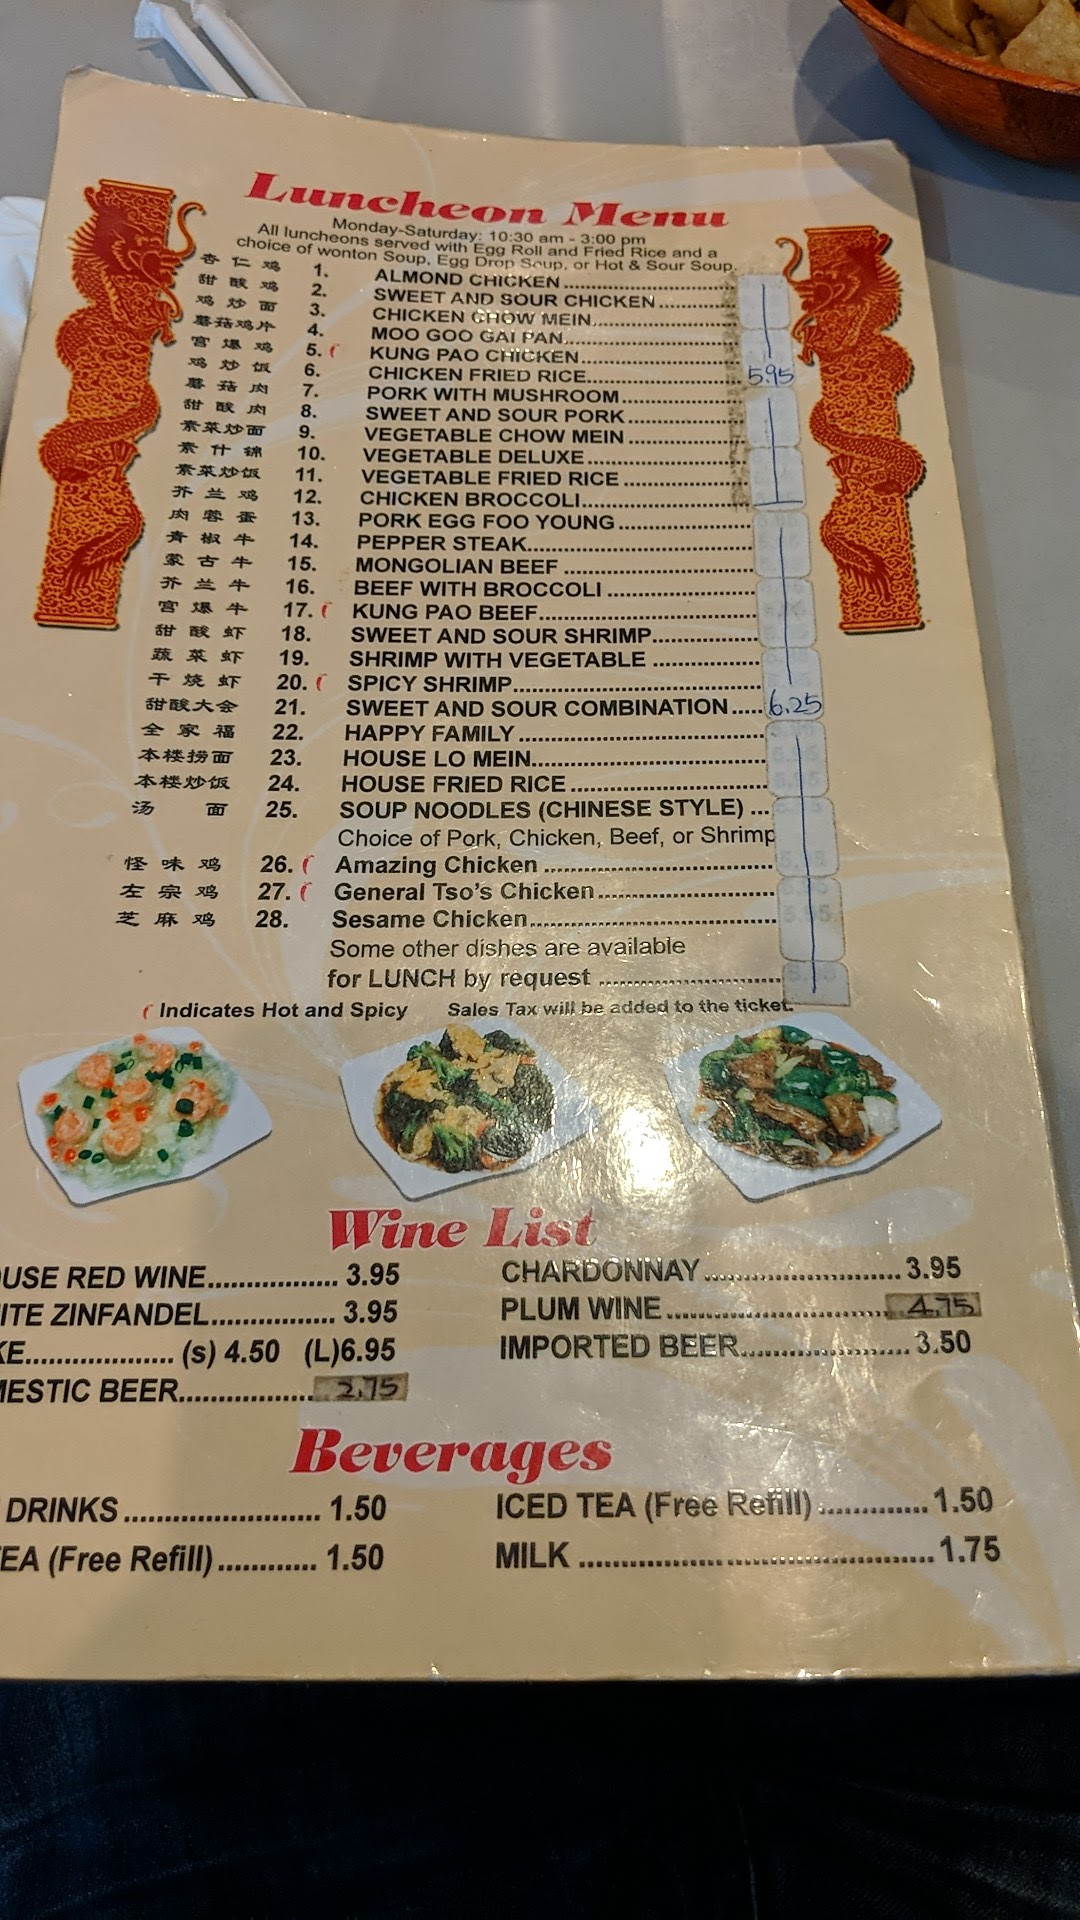 Luncheon Menu
Monday-Saturday: 10:30 am - 3:00 pm
All luncheons served with Egg Roll and Fried Rice and a
choice of wonton Soup, Egg Drop Soup, or Hot & Sour Soup.
杏仁鸡 1. ALMOND CHICKEN
甜酸鸡 2. SWEET AND SOUR CHICKEN
鸡炒面 3. CHICKEN CHOW MEIN
蘑菇鸡片 4. MOO GOO GAI PAN
宫爆鸡 5. KUNG PAO CHICKEN
鸡炒饭 6. CHICKEN FRIED RICE 5.95
蘑菇肉 7. PORK WITH MUSHROOM
甜酸肉 8. SWEET AND SOUR PORK
素菜炒面 9. VEGETABLE CHOW MEIN
素什锦 10. VEGETABLE DELUXE
素菜炒饭 11. VEGETABLE FRIED RICE
芥兰鸡 12. CHICKEN BROCCOLI
肉蓉蛋 13. PORK EGG FOO YOUNG
青椒牛 14. PEPPER STEAK
蒙古牛 15. MONGOLIAN BEEF
芥兰牛 16. BEEF WITH BROCCOLI
宫爆牛 17. KUNG PAO BEEF
甜酸虾 18. SWEET AND SOUR SHRIMP
蔬菜虾 19. SHRIMP WITH VEGETABLE
干烧虾 20. SPICY SHRIMP
甜酸大会 21. SWEET AND SOUR COMBINATION 6.25
全家福 22. HAPPY FAMILY
本楼捞面 23. HOUSE LO MEIN
本楼炒饭 24. HOUSE FRIED RICE
汤面 25. SOUP NOODLES (CHINESE STYLE)
Choice of Pork, Chicken, Beef, or Shrimp
怪味鸡 26. Amazing Chicken
左宗鸡 27. General Tso's Chicken
芝麻鸡 28. Sesame Chicken
Some other dishes are available
for LUNCH by request
Indicates Hot and Spicy Sales Tax will be added to the ticket.
Wine List
OUSE RED WINE 3.95 CHARDONNAY 3.95
ITE ZINFANDEL 3.95 PLUM WINE 4.75
KE (s) 4.50 (L)6.95 IMPORTED BEER 3.50
MESTIC BEER 2.75
Beverages
DRINKS 1.50 ICED TEA (Free Refill) 1.50
EA (Free Refill) 1.50 MILK 1.75